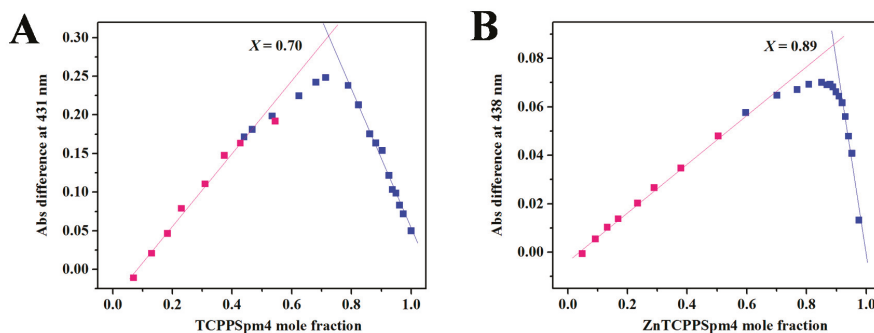 A
X = 0.70
Abs difference at 431 nm
0.30
0.25
0.20
0.15
0.10
0.05
0.00
0.0 0.2 0.4 0.6 0.8 1.0
TCPPSpm4 mole fraction
B
X = 0.89
Abs difference at 438 nm
0.08
0.06
0.04
0.02
0.00
0.0 0.2 0.4 0.6 0.8 1.0
ZnTCPPSpm4 mole fraction